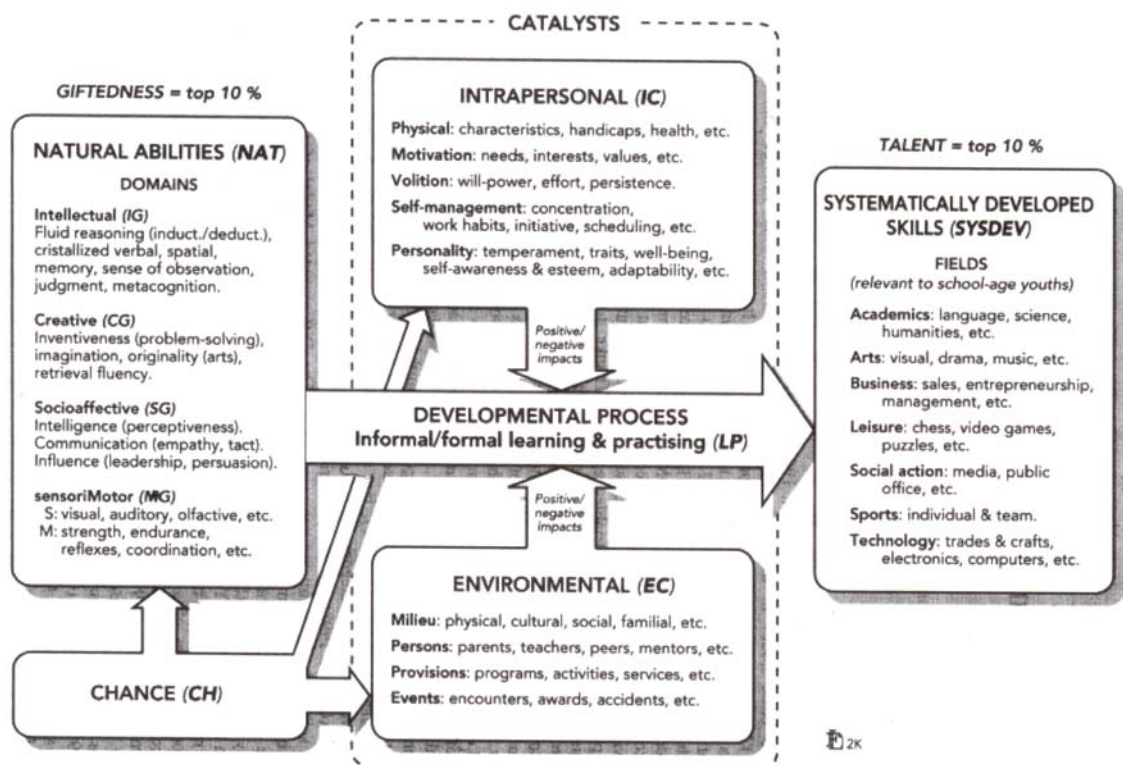 CATALYSTS
GIFTEDNESS = top 10 %
NATURAL ABILITIES (NAT)
DOMAINS
Intellectual (IG)
Fluid reasoning (induct./deduct.),
cristallized verbal, spatial,
memory, sense of observation,
judgment, metacognition.
Creative (CG)
Inventiveness (problem-solving),
imagination, originality (arts),
retrieval fluency.
Socioaffective (SG)
Intelligence (perceptiveness).
Communication (empathy, tact).
Influence (leadership, persuasion).
sensoriMotor (MG)
S: visual, auditory, olfactive, etc.
M: strength, endurance,
reflexes, coordination, etc.
CHANCE (CH)
INTRAPERSONAL (IC)
Physical: characteristics, handicaps, health, etc.
Motivation: needs, interests, values, etc.
Volition: will-power, effort, persistence.
Self-management: concentration,
work habits, initiative, scheduling, etc.
Personality: temperament, traits, well-being,
self-awareness & esteem, adaptability, etc.
Positive/
negative
impacts
DEVELOPMENTAL PROCESS
Informal/formal learning & practising (LP)
Positive/
negative
impacts
ENVIRONMENTAL (EC)
Milieu: physical, cultural, social, familial, etc.
Persons: parents, teachers, peers, mentors, etc.
Provisions: programs, activities, services, etc.
Events: encounters, awards, accidents, etc.
TALENT = top 10 %
SYSTEMATICALLY DEVELOPED
SKILLS (SYSDEV)
FIELDS
(relevant to school-age youths)
Academics: language, science,
humanities, etc.
Arts: visual, drama, music, etc.
Business: sales, entrepreneurship,
management, etc.
Leisure: chess, video games,
puzzles, etc.
Social action: media, public
office, etc.
Sports: individual & team.
Technology: trades & crafts,
electronics, computers, etc.
2K